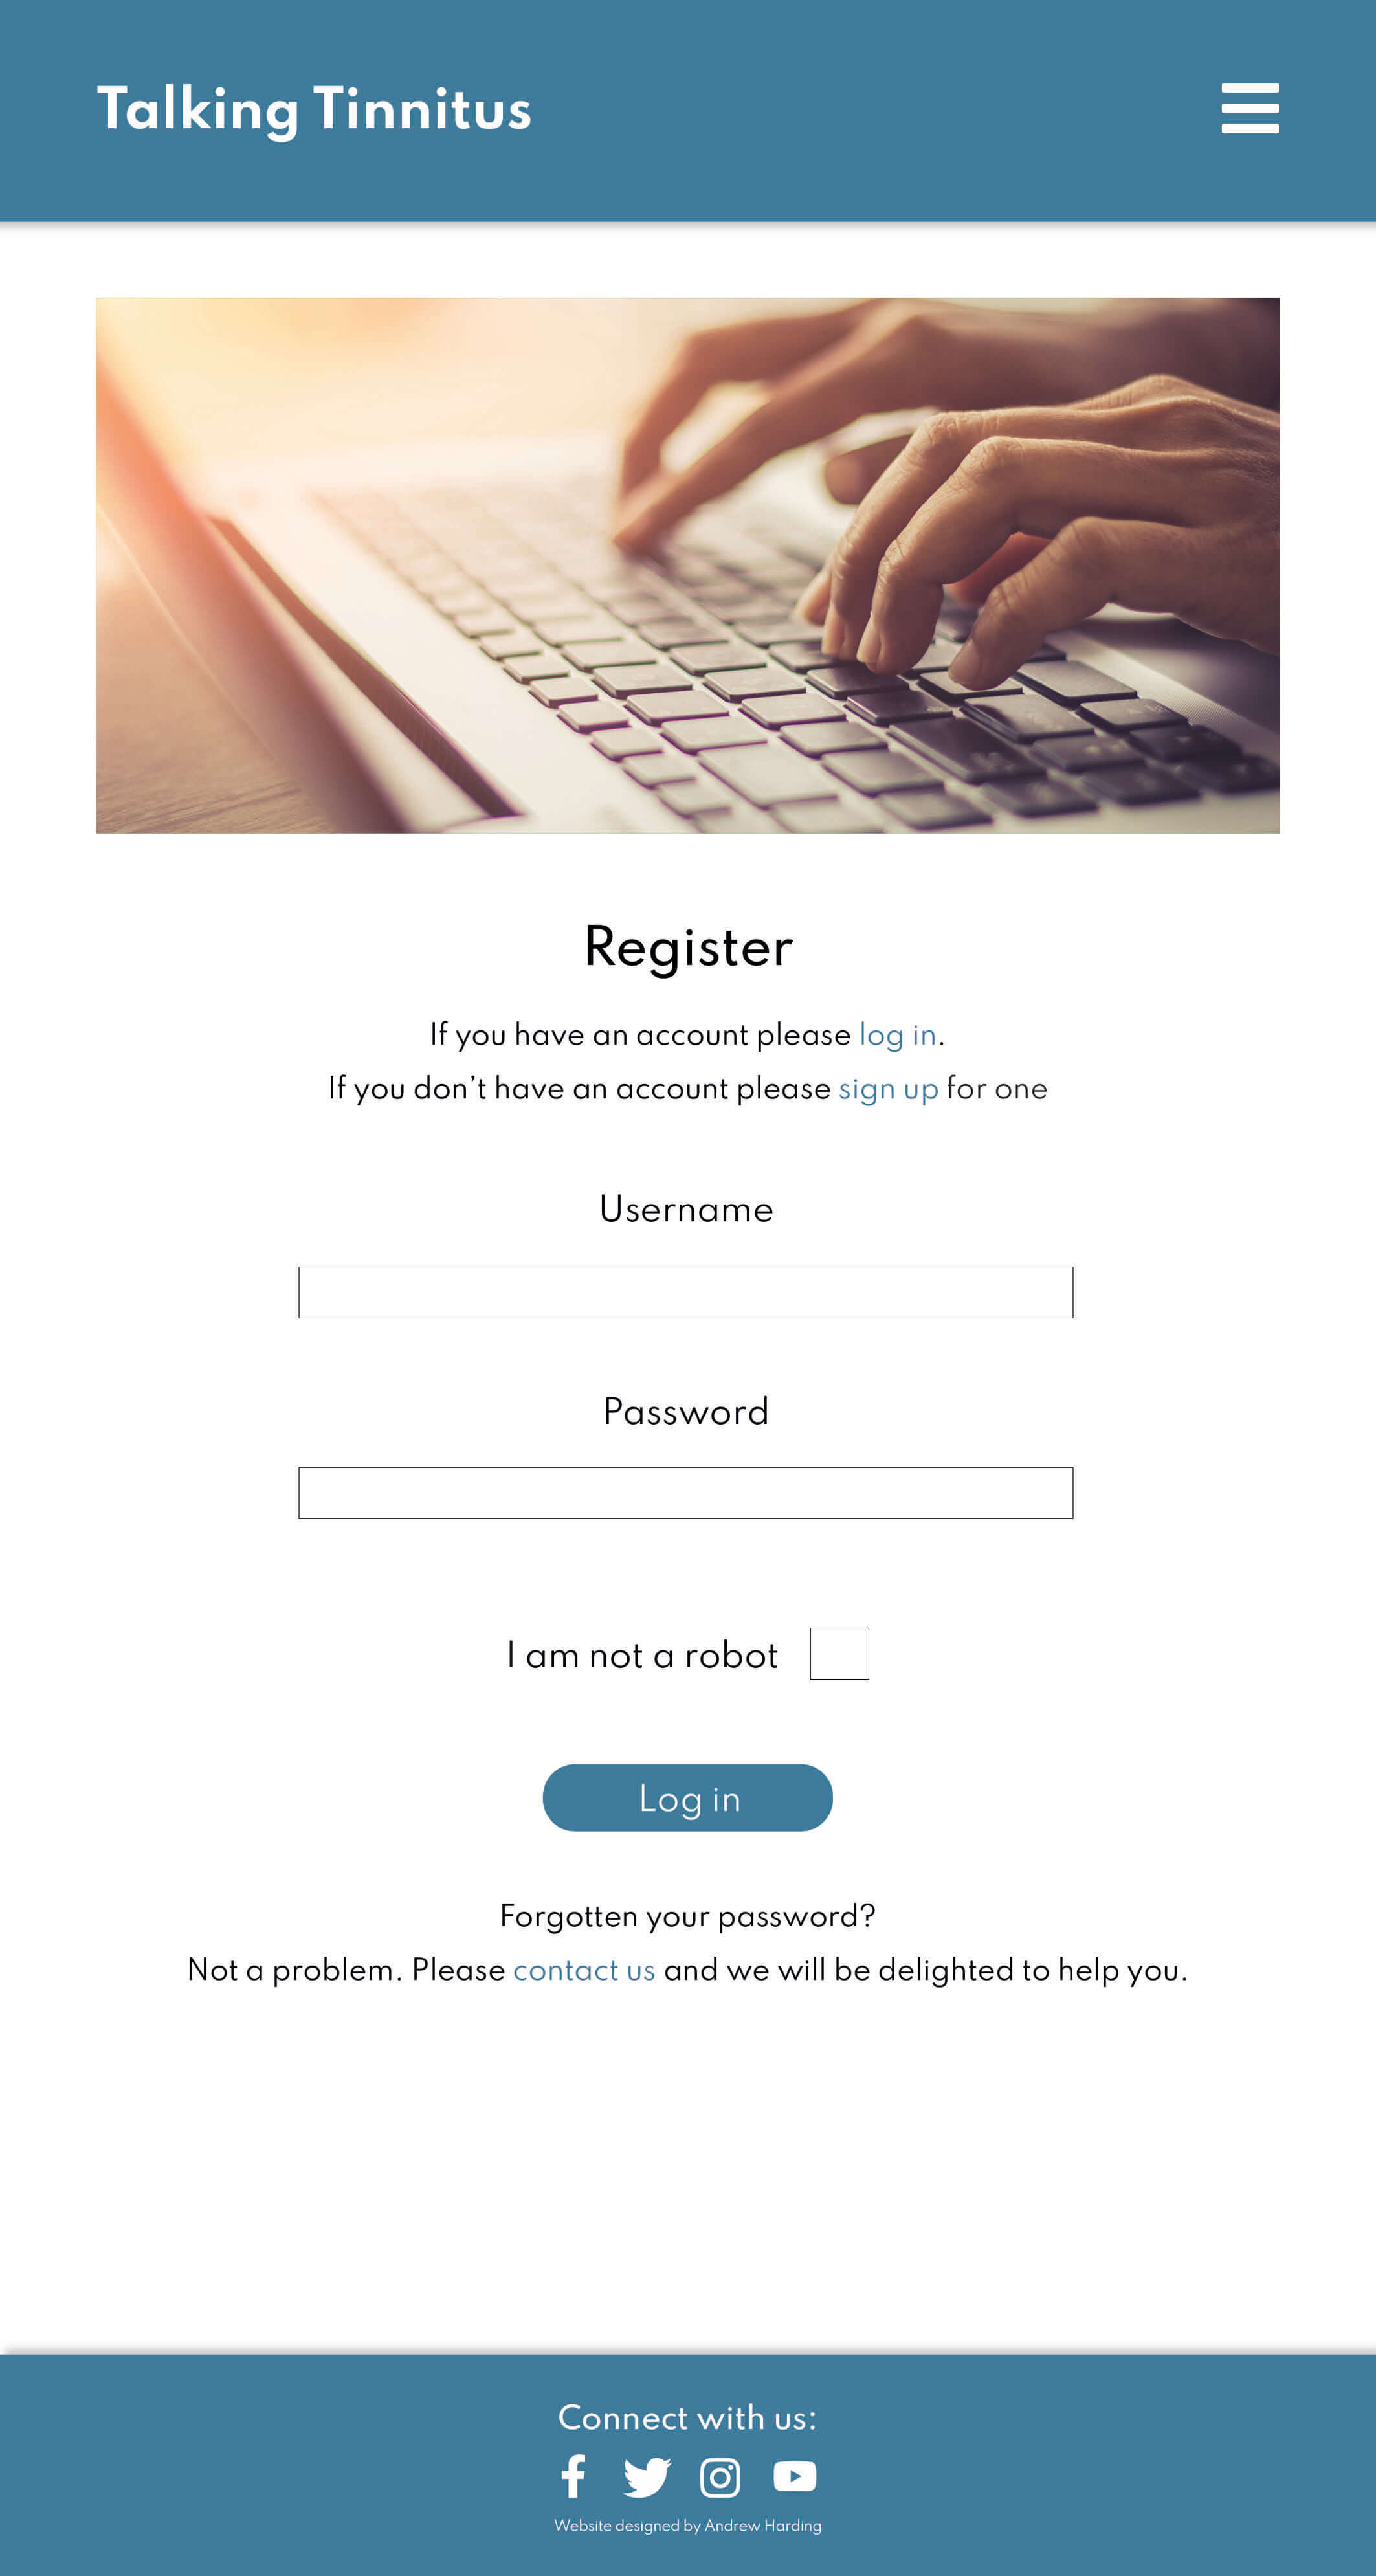 Talking Tinnitus
Register
If you have an account please log in.
If you don’t have an account please sign up for one
Username
Password
I am not a robot
Log in
Forgotten your password?
Not a problem. Please contact us and we will be delighted to help you.
Connect with us:
Website designed by Andrew Harding